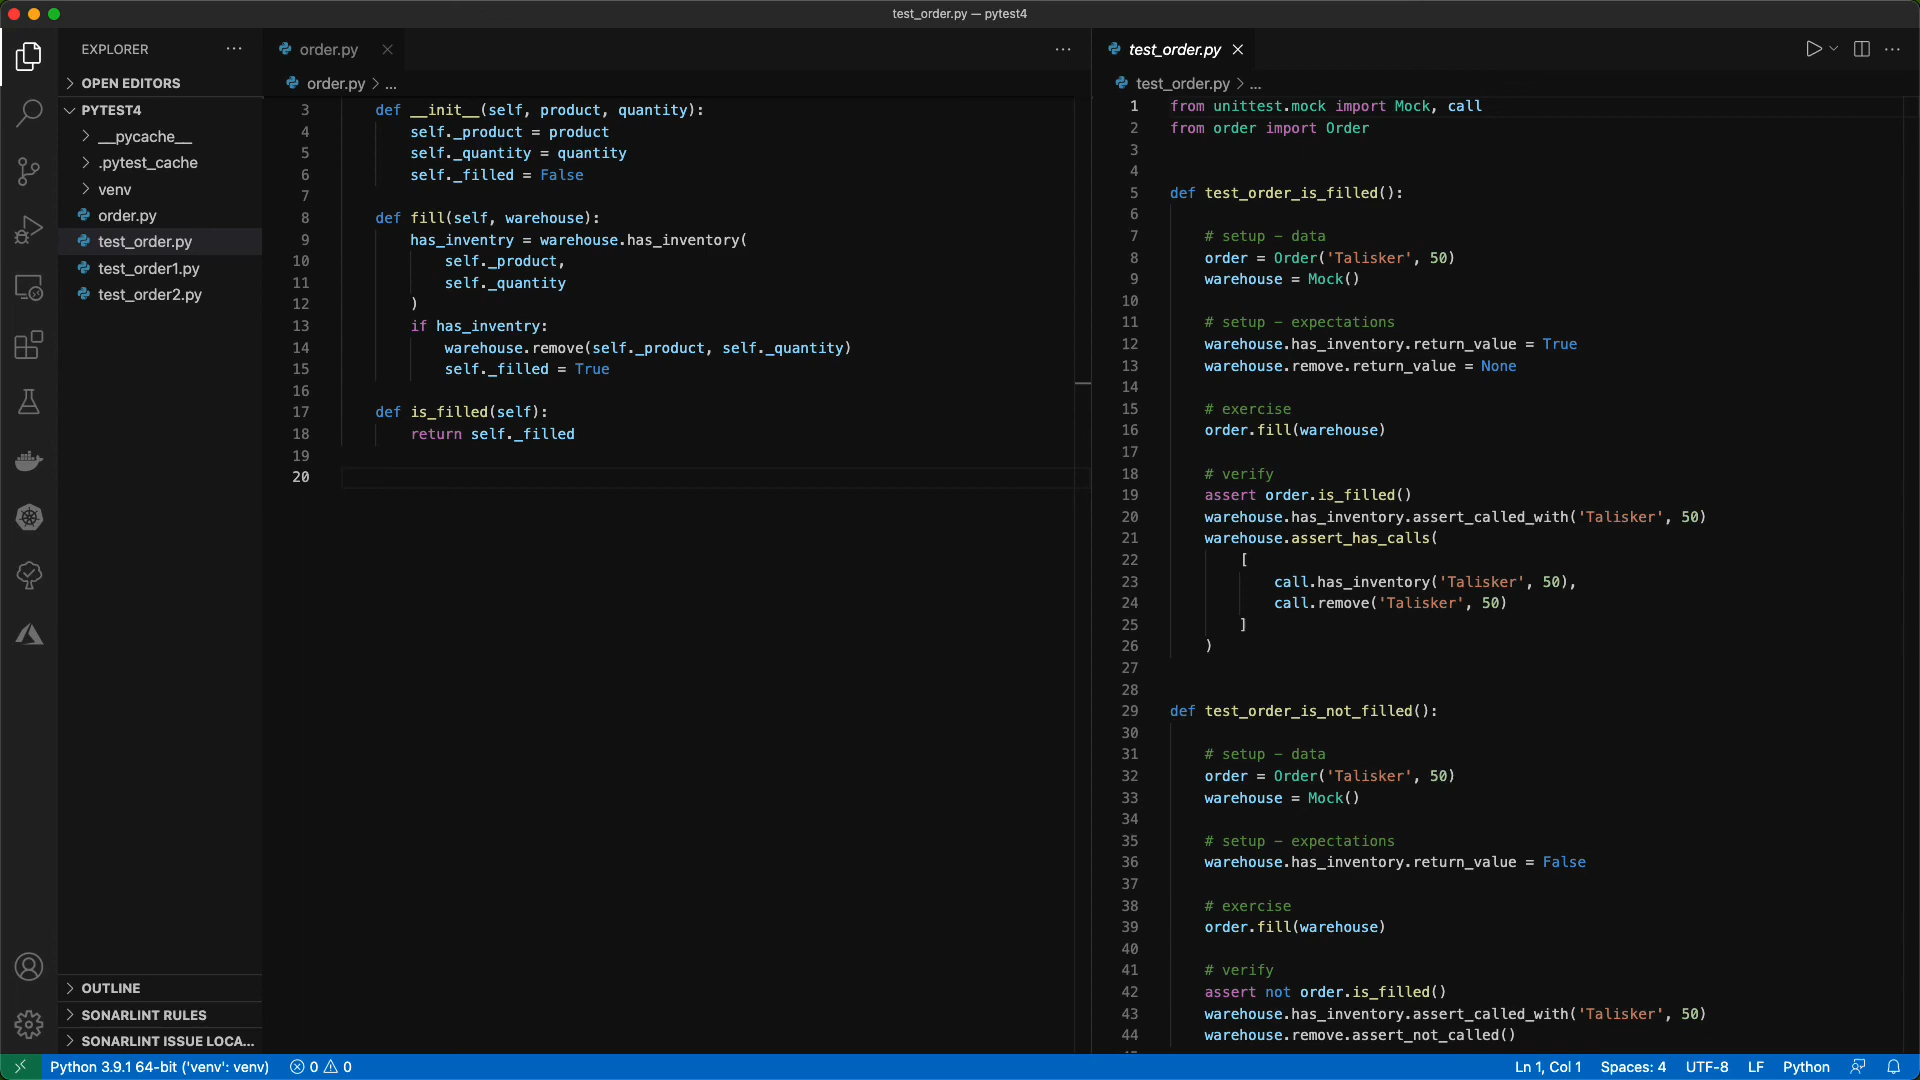 test_order.py — pytest4
EXPLORER
OPEN EDITORS
PYTEST4
__pycache__
.pytest_cache
venv
order.py
test_order.py
test_order1.py
test_order2.py
OUTLINE
SONARLINT RULES
SONARLINT ISSUE LOCA...
order.py
order.py > ...
3 def __init__(self, product, quantity):
4 self._product = product
5 self._quantity = quantity
6 self._filled = False
7
8 def fill(self, warehouse):
9 has_inventry = warehouse.has_inventory(
10 self._product,
11 self._quantity
12 )
13 if has_inventry:
14 warehouse.remove(self._product, self._quantity)
15 self._filled = True
16
17 def is_filled(self):
18 return self._filled
19
20
test_order.py
test_order.py > ...
1 from unittest.mock import Mock, call
2 from order import Order
3
4
5 def test_order_is_filled():
6
7 # setup - data
8 order = Order('Talisker', 50)
9 warehouse = Mock()
10
11 # setup - expectations
12 warehouse.has_inventory.return_value = True
13 warehouse.remove.return_value = None
14
15 # exercise
16 order.fill(warehouse)
17
18 # verify
19 assert order.is_filled()
20 warehouse.has_inventory.assert_called_with('Talisker', 50)
21 warehouse.assert_has_calls(
22 [
23 call.has_inventory('Talisker', 50),
24 call.remove('Talisker', 50)
25 ]
26 )
27
28
29 def test_order_is_not_filled():
30
31 # setup - data
32 order = Order('Talisker', 50)
33 warehouse = Mock()
34
35 # setup - expectations
36 warehouse.has_inventory.return_value = False
37
38 # exercise
39 order.fill(warehouse)
40
41 # verify
42 assert not order.is_filled()
43 warehouse.has_inventory.assert_called_with('Talisker', 50)
44 warehouse.remove.assert_not_called()
Python 3.9.1 64-bit ('venv': venv) 0 0 Ln 1, Col 1 Spaces: 4 UTF-8 LF Python